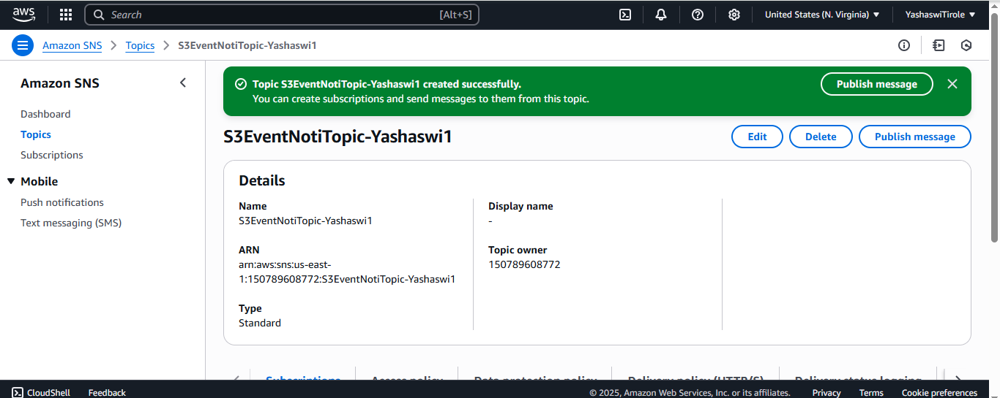 aws
Search [Alt+S] United States (N. Virginia) YashaswiTirole
Amazon SNS Topics S3EventNotiTopic-Yashaswi1
Amazon SNS
Dashboard
Topics
Subscriptions
Mobile
Push notifications
Text messaging (SMS)
Topic S3EventNotiTopic-Yashaswi1 created successfully.
You can create subscriptions and send messages to them from this topic.
Publish message
S3EventNotiTopic-Yashaswi1
Edit Delete Publish message
Details
Name
S3EventNotiTopic-Yashaswi1
ARN
arn:aws:sns:us-east-
1:150789608772:S3EventNotiTopic-Yashaswi1
Type
Standard
Display name
-
Topic owner
150789608772
Subscriptions Access policy Data protection policy Delivery policy (HTTP/S) Delivery status logging
CloudShell Feedback © 2025, Amazon Web Services, Inc. or its affiliates. Privacy Terms Cookie preferences